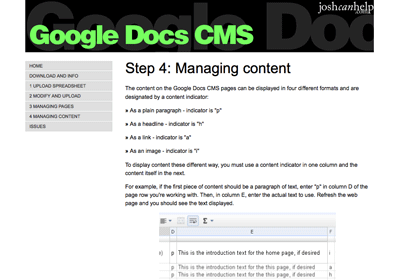 joshcanhelp
.com
Google Docs CMS
HOME
DOWNLOAD AND INFO
1 UPLOAD SPREADSHEET
2 MODIFY AND UPLOAD
3 MANAGING PAGES
4 MANAGING CONTENT
ISSUES
Step 4: Managing content
The content on the Google Docs CMS pages can be displayed in four different formats and are
designated by a content indicator:
» As a plain paragraph - indicator is "p"
» As a headline - indicator is "h"
» As a link - indicator is "a"
» As an image - indicator is "i"
To display content these different way, you must use a content indicator in one column and the
content itself in the next.
For example, if the first piece of content should be a paragraph of text, enter "p" in column D of the
page row you're working with. Then, in column E, enter the actual text to use. Refresh the web
page and you should see the text displayed.
Σ
D E F
p This is the introduction text for the home page, if desired i
p This is the introduction text for this page, if desired a
p This is the introduction text for this page, if desired h